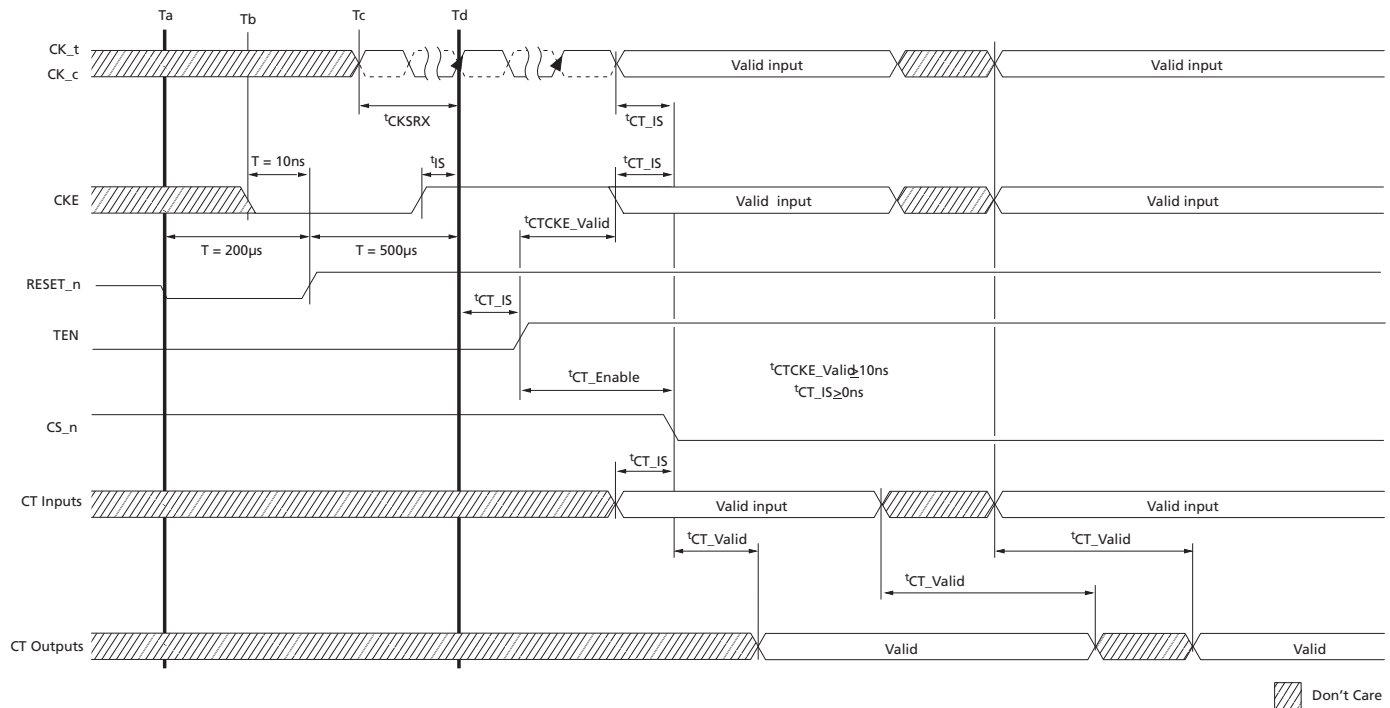 Ta
Tb
Tc
Td
CK_t
CK_c
Valid input
Valid input
tCKSRX
tCT_IS
T = 10ns
tIS
tCT_IS
CKE
Valid input
Valid input
tCTCKE_Valid
T = 200µs
T = 500µs
RESET_n
tCT_IS
TEN
tCT_Enable
tCTCKE_Valid≥10ns
tCT_IS≥0ns
CS_n
tCT_IS
CT Inputs
Valid input
Valid input
tCT_Valid
tCT_Valid
tCT_Valid
CT Outputs
Valid
Valid
Don't Care